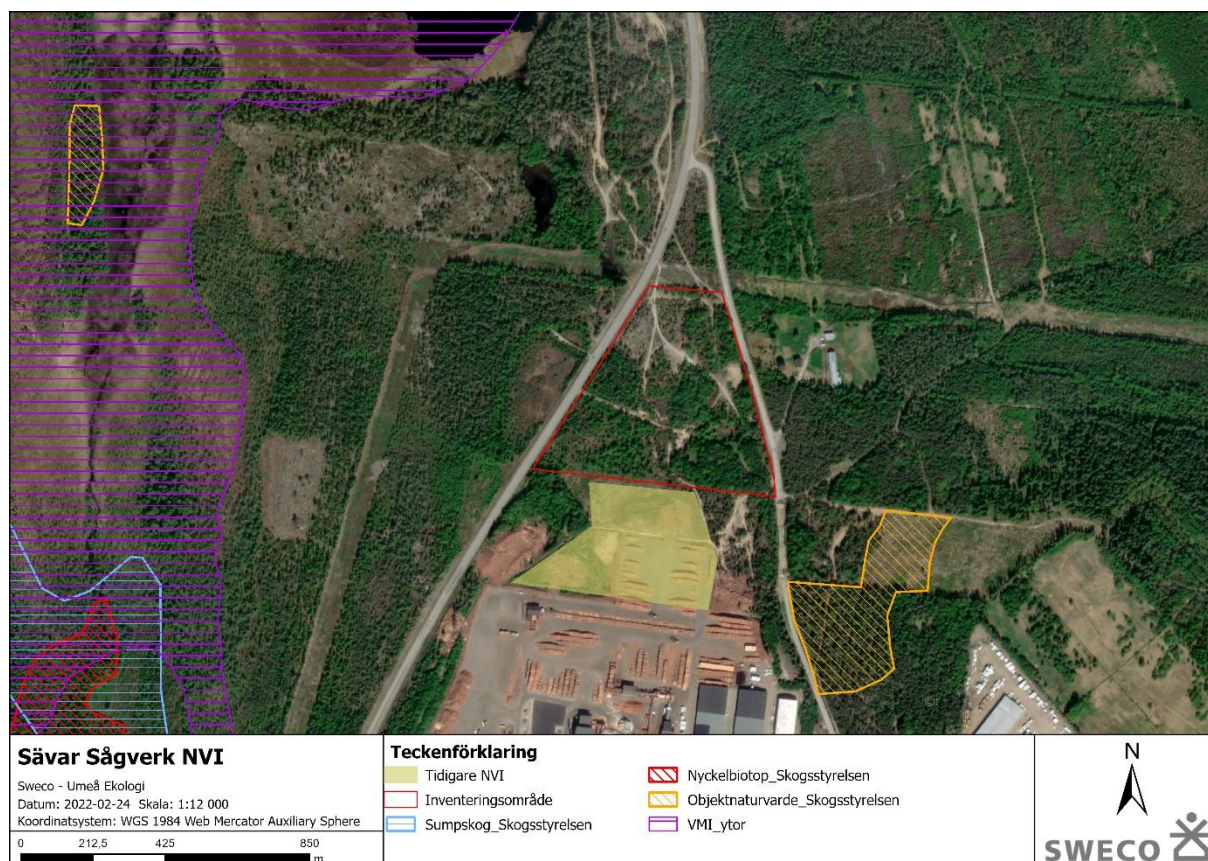 Sävar Sågverk NVI
Sweco - Umeå Ekologi
Datum: 2022-02-24 Skala: 1:12 000
Koordinatsystem: WGS 1984 Web Mercator Auxiliary Sphere
0 212,5 425 850
m
Teckenförklaring
Tidigare NVI
Inventeringsområde
Sumpskog_Skogsstyrelsen
Nyckelbiotop_Skogsstyrelsen
Objektnaturvarde_Skogsstyrelsen
VMI_ytor
N
SWECO